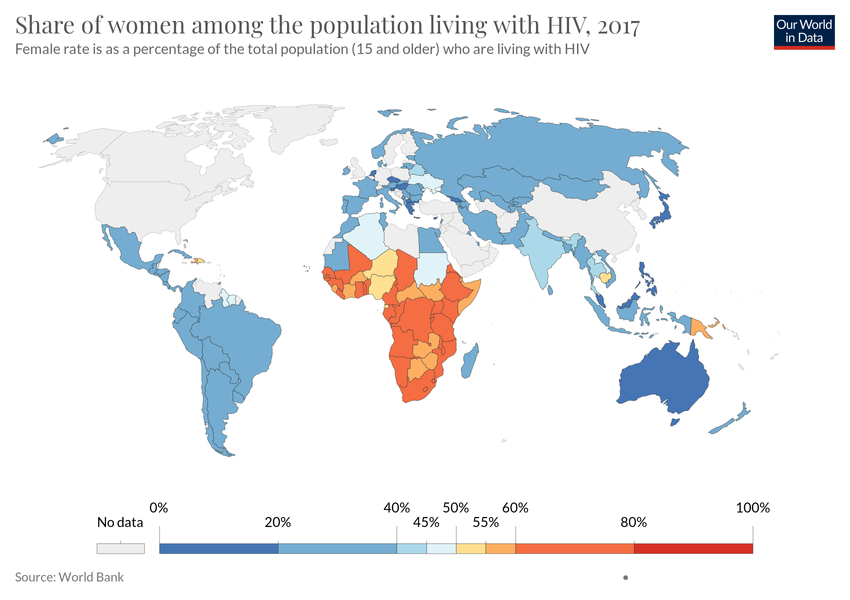 Share of women among the population living with HIV, 2017
Female rate is as a percentage of the total population (15 and older) who are living with HIV
Our World
in Data
0%
40%
50%
60%
100%
No data
20%
45%
55%
80%
Source: World Bank